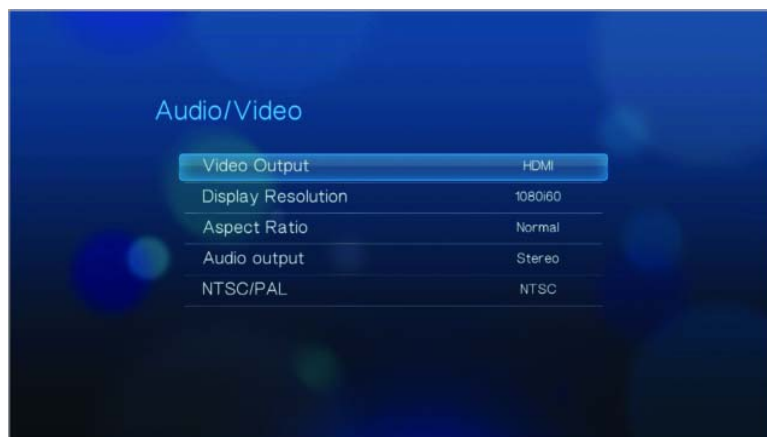 Audio/Video
Video Output HDMI
Display Resolution 1080i60
Aspect Ratio Normal
Audio output Stereo
NTSC/PAL NTSC